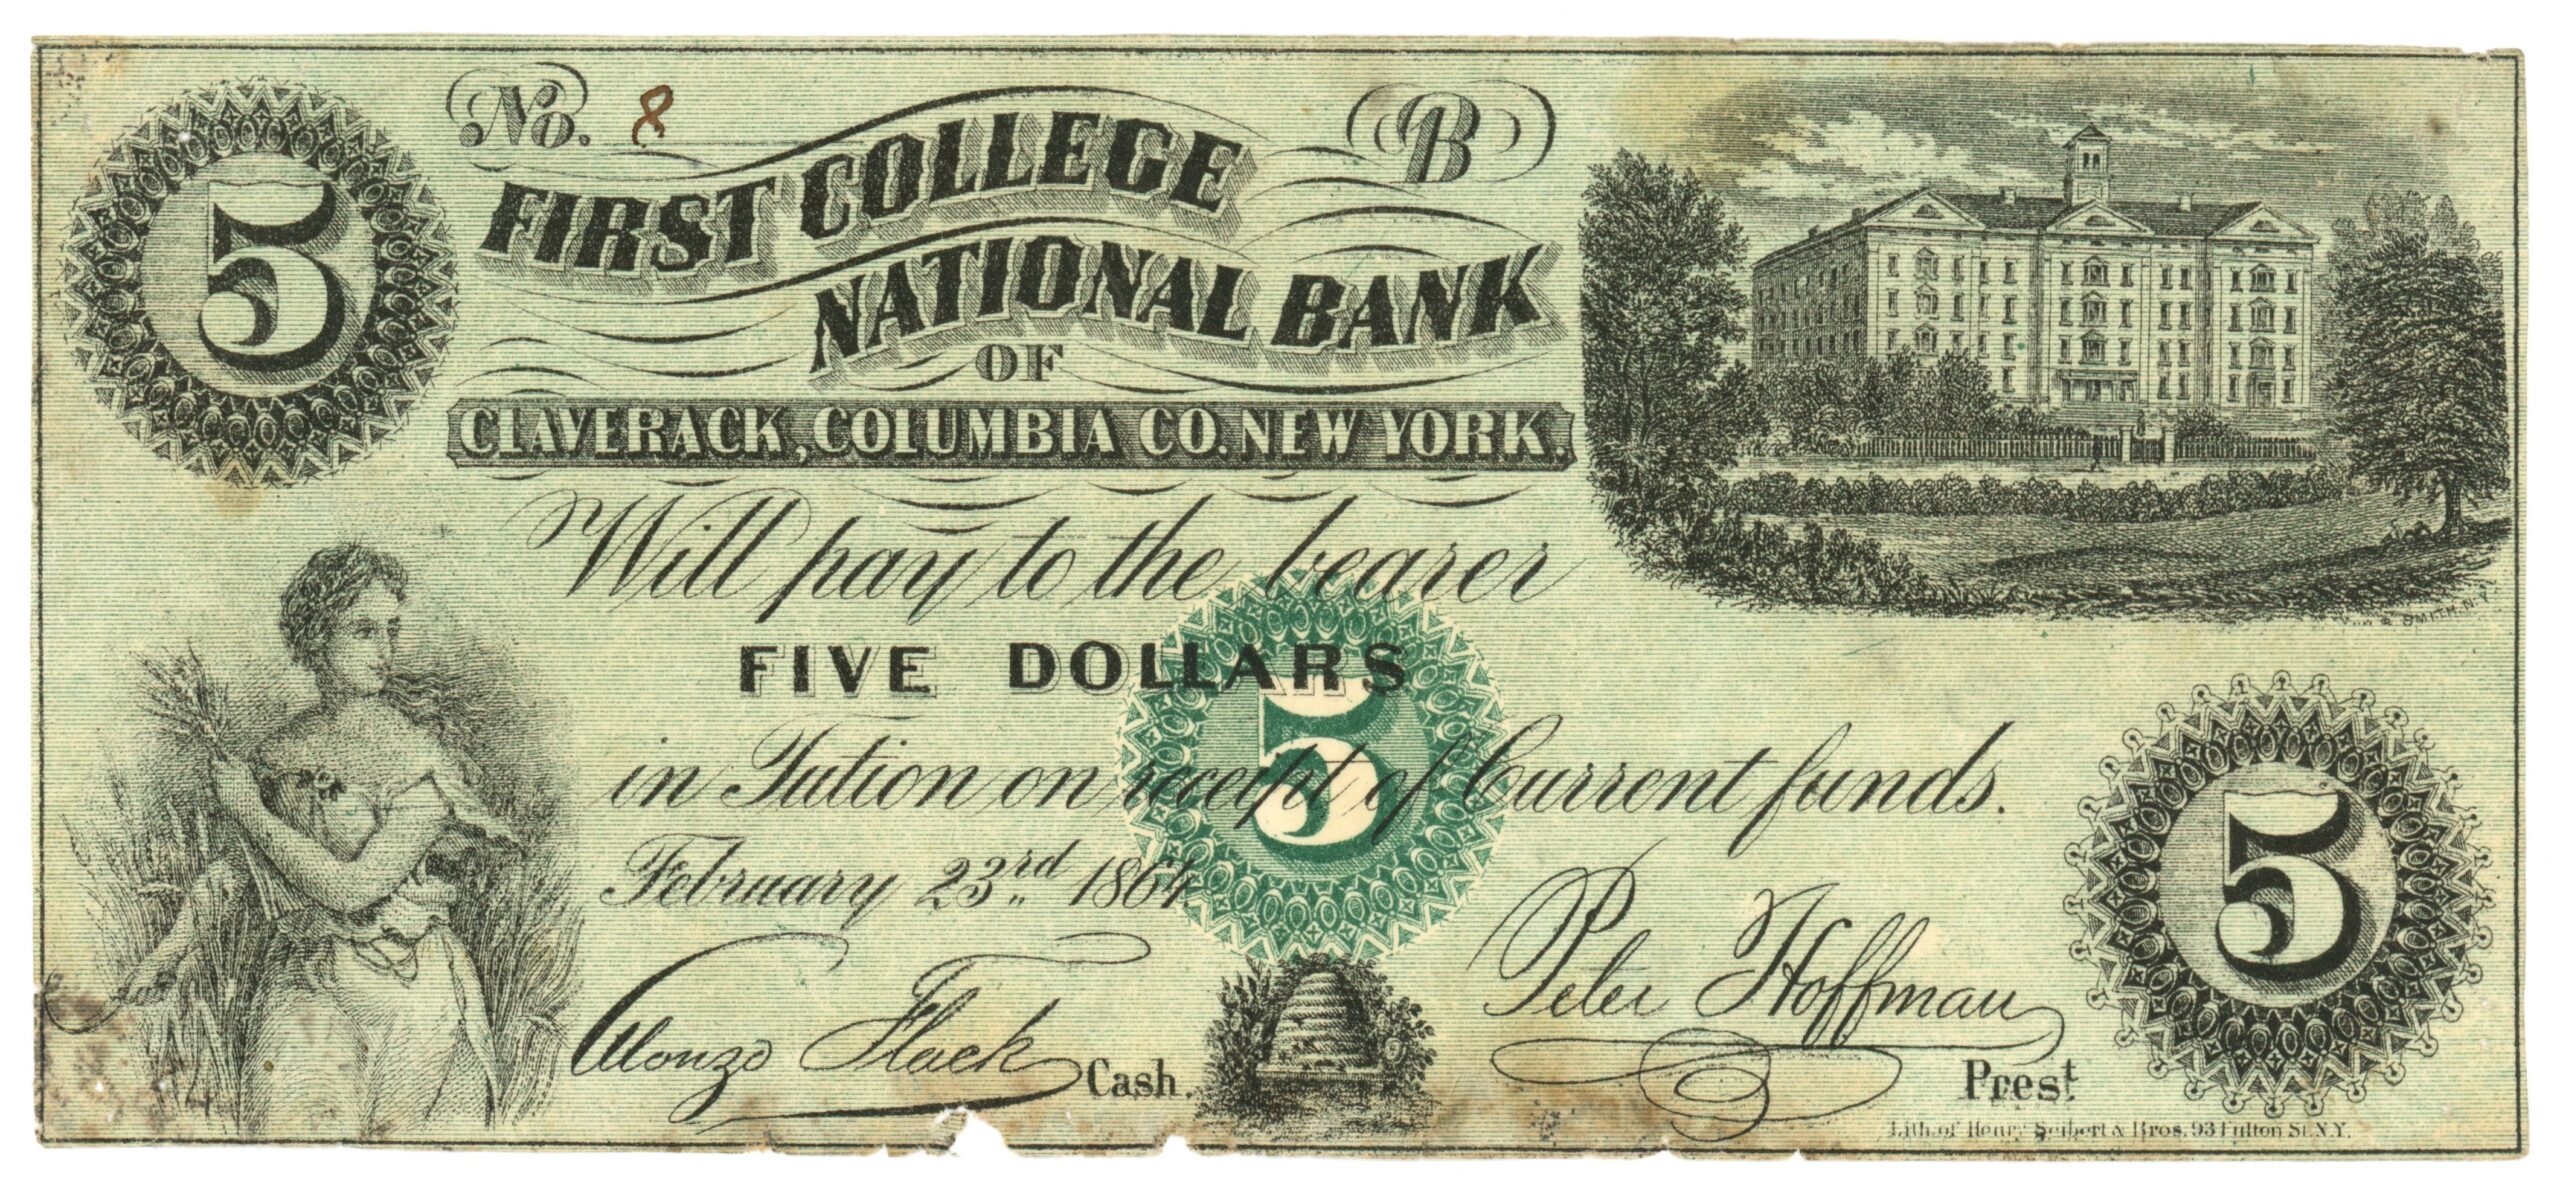 No. 8
B
5
FIRST COLLEGE
NATIONAL BANK
OF
CLAVERACK, COLUMBIA CO. NEW YORK.
Will pay to the bearer
SMITH N.Y.
FIVE DOLLARS
5
in Tution on receipt of Current funds.
February 23rd 1864.
5
Alonzo Flack Cash.
Peter Hoffman Prest.
Lith. of Henry Seibert & Bros. 93 Fulton St. N.Y.